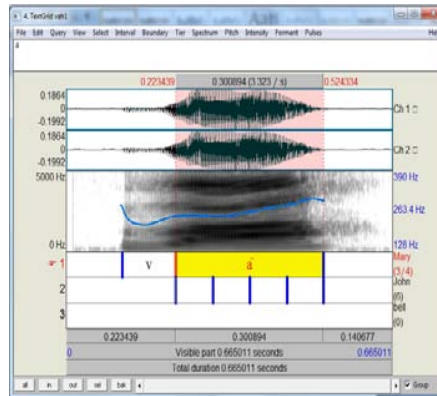 4. TextGrid vah1
File Edit Query View Select Interval Boundary Tier Spectrum Pitch Intensity Formant Pulses Hel
a
0.223439 0.300894 (3.323 / s) 0.524334
0.1864
0
-0.1992
Ch 1
0.1864
0
-0.1992
Ch 2
5000 Hz
390 Hz
263.4 Hz
0 Hz
128 Hz
1 v a Mary
(3/4)
2 John
(6)
3 bell
(0)
0.223439 0.300894 0.140677
0 Visible part 0.665011 seconds 0.665011
Total duration 0.665011 seconds
all in out sel bak Group